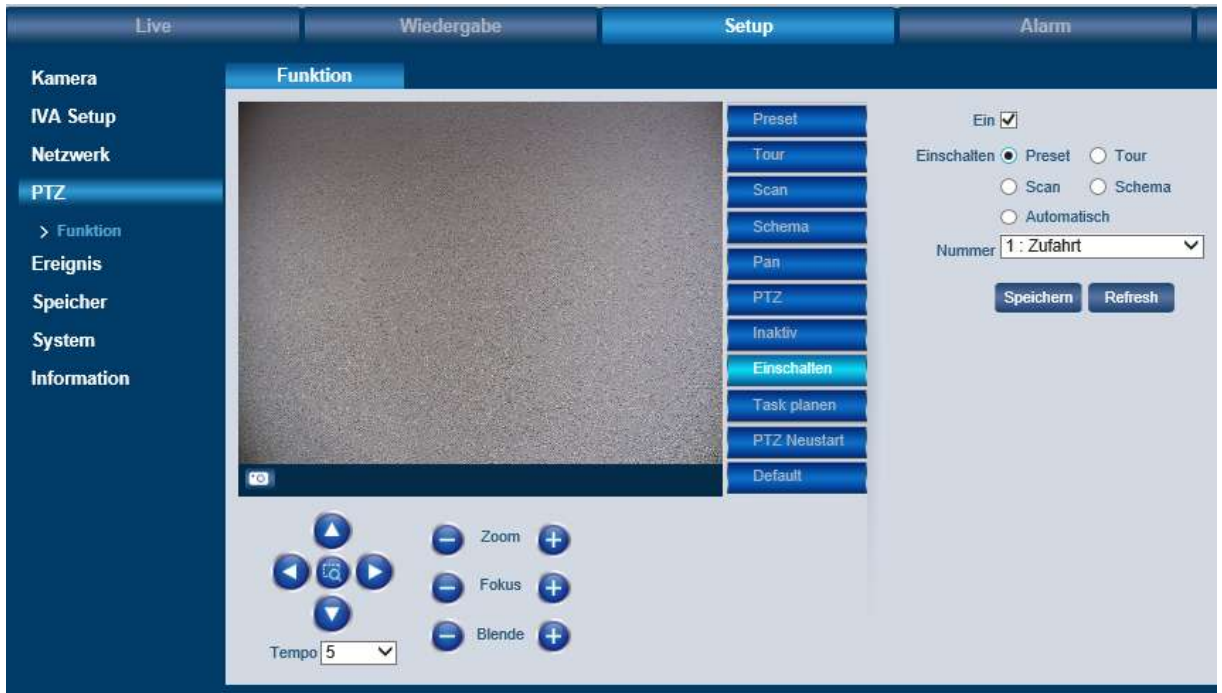 Live
Wiedergabe
Setup
Alarm
Kamera
IVA Setup
Netzwerk
PTZ
> Funktion
Ereignis
Speicher
System
Information
Funktion
Preset
Tour
Scan
Schema
Pan
PTZ
Inaktiv
Einschalten
Task planen
PTZ Neustart
Default
Zoom
Fokus
Blende
Tempo 5
Ein
Einschalten Preset Tour
Scan Schema
Automatisch
Nummer 1 : Zufahrt
Speichern Refresh